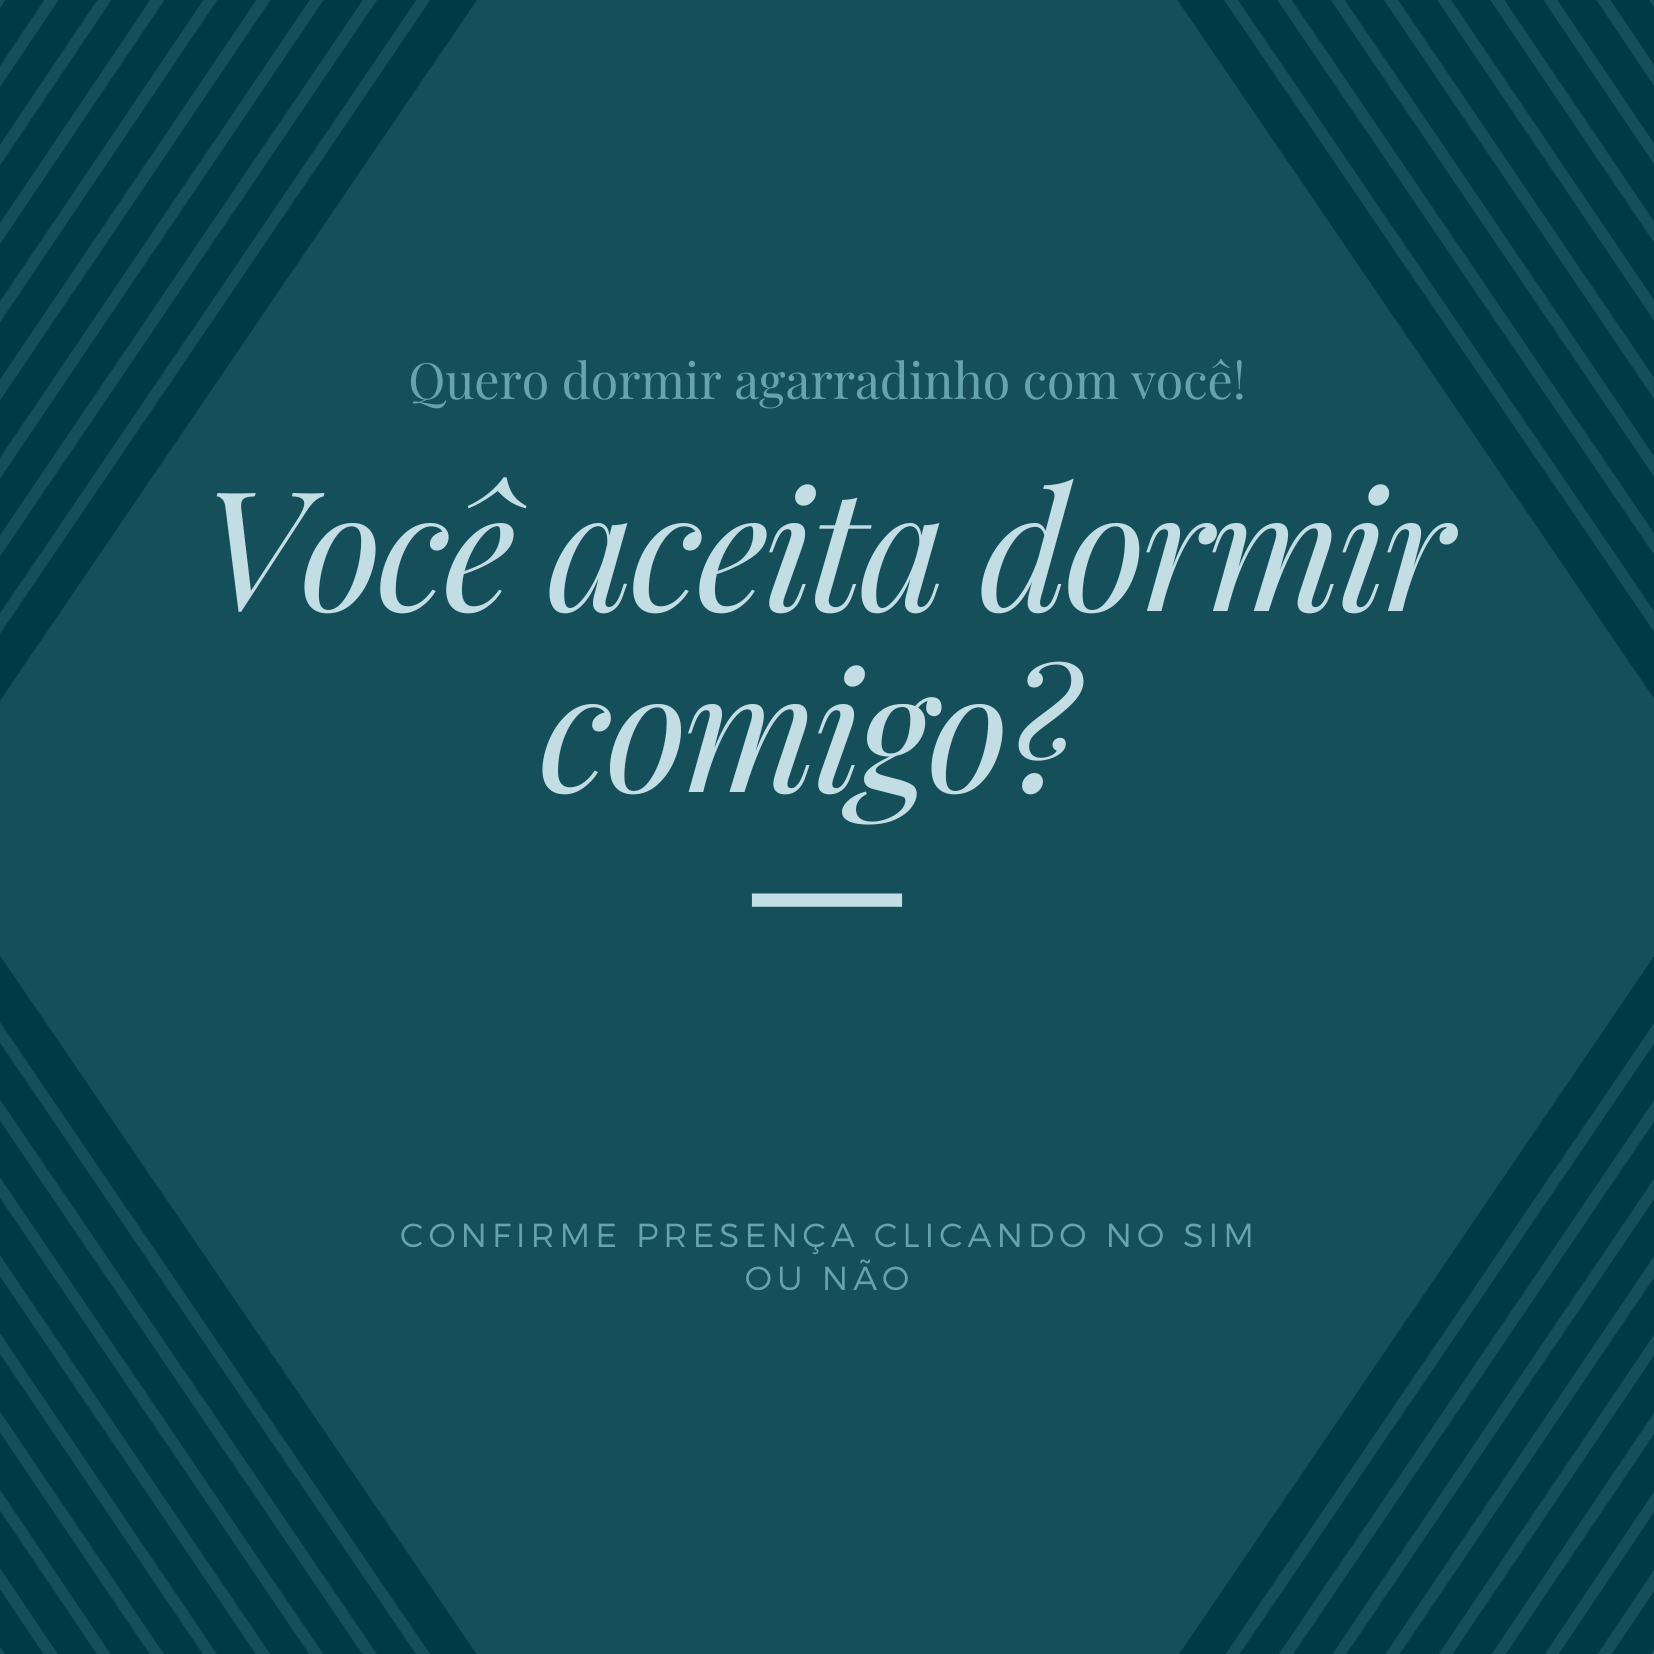 Quero dormir agarradinho com você!
Você aceita dormir
comigo?
CONFIRME PRESENÇA CLICANDO NO SIM
OU NÃO